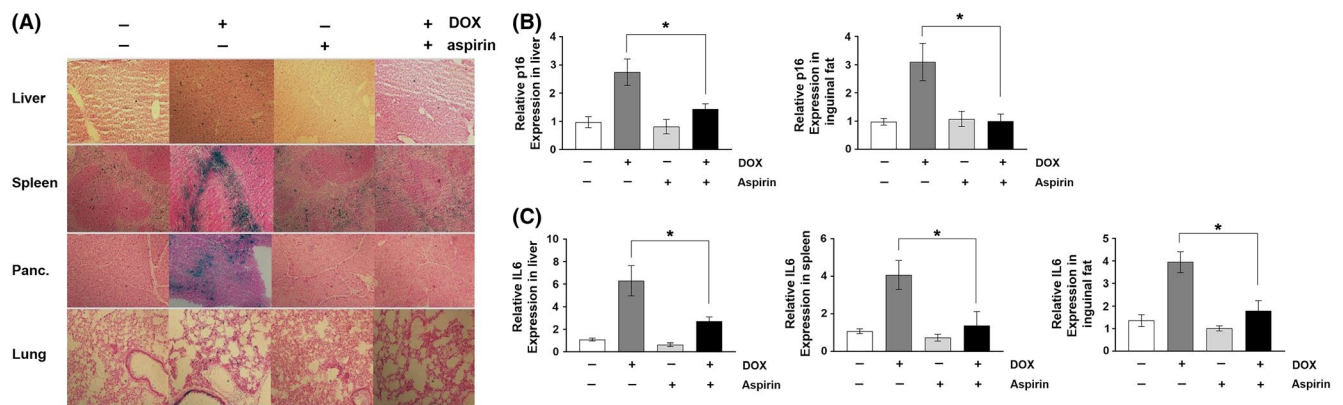 (A)
– + – + DOX
– – + + aspirin
Liver
Spleen
Panc.
Lung
(B)
Relative p16
Expression in liver
4
3
2
1
0
*
– + – + DOX
– – + + Aspirin
Relative p16
Expression in
inguinal fat
4
3
2
1
0
*
– + – + DOX
– – + + Aspirin
(C)
Relative IL6
Expression in liver
10
8
6
4
2
0
*
– + – + DOX
– – + + Aspirin
Relative IL6
Expression in spleen
6
4
2
0
*
– + – + DOX
– – + + Aspirin
Relative IL6
Expression in
inguinal fat
5
4
3
2
1
0
*
– + – + DOX
– – + + Aspirin